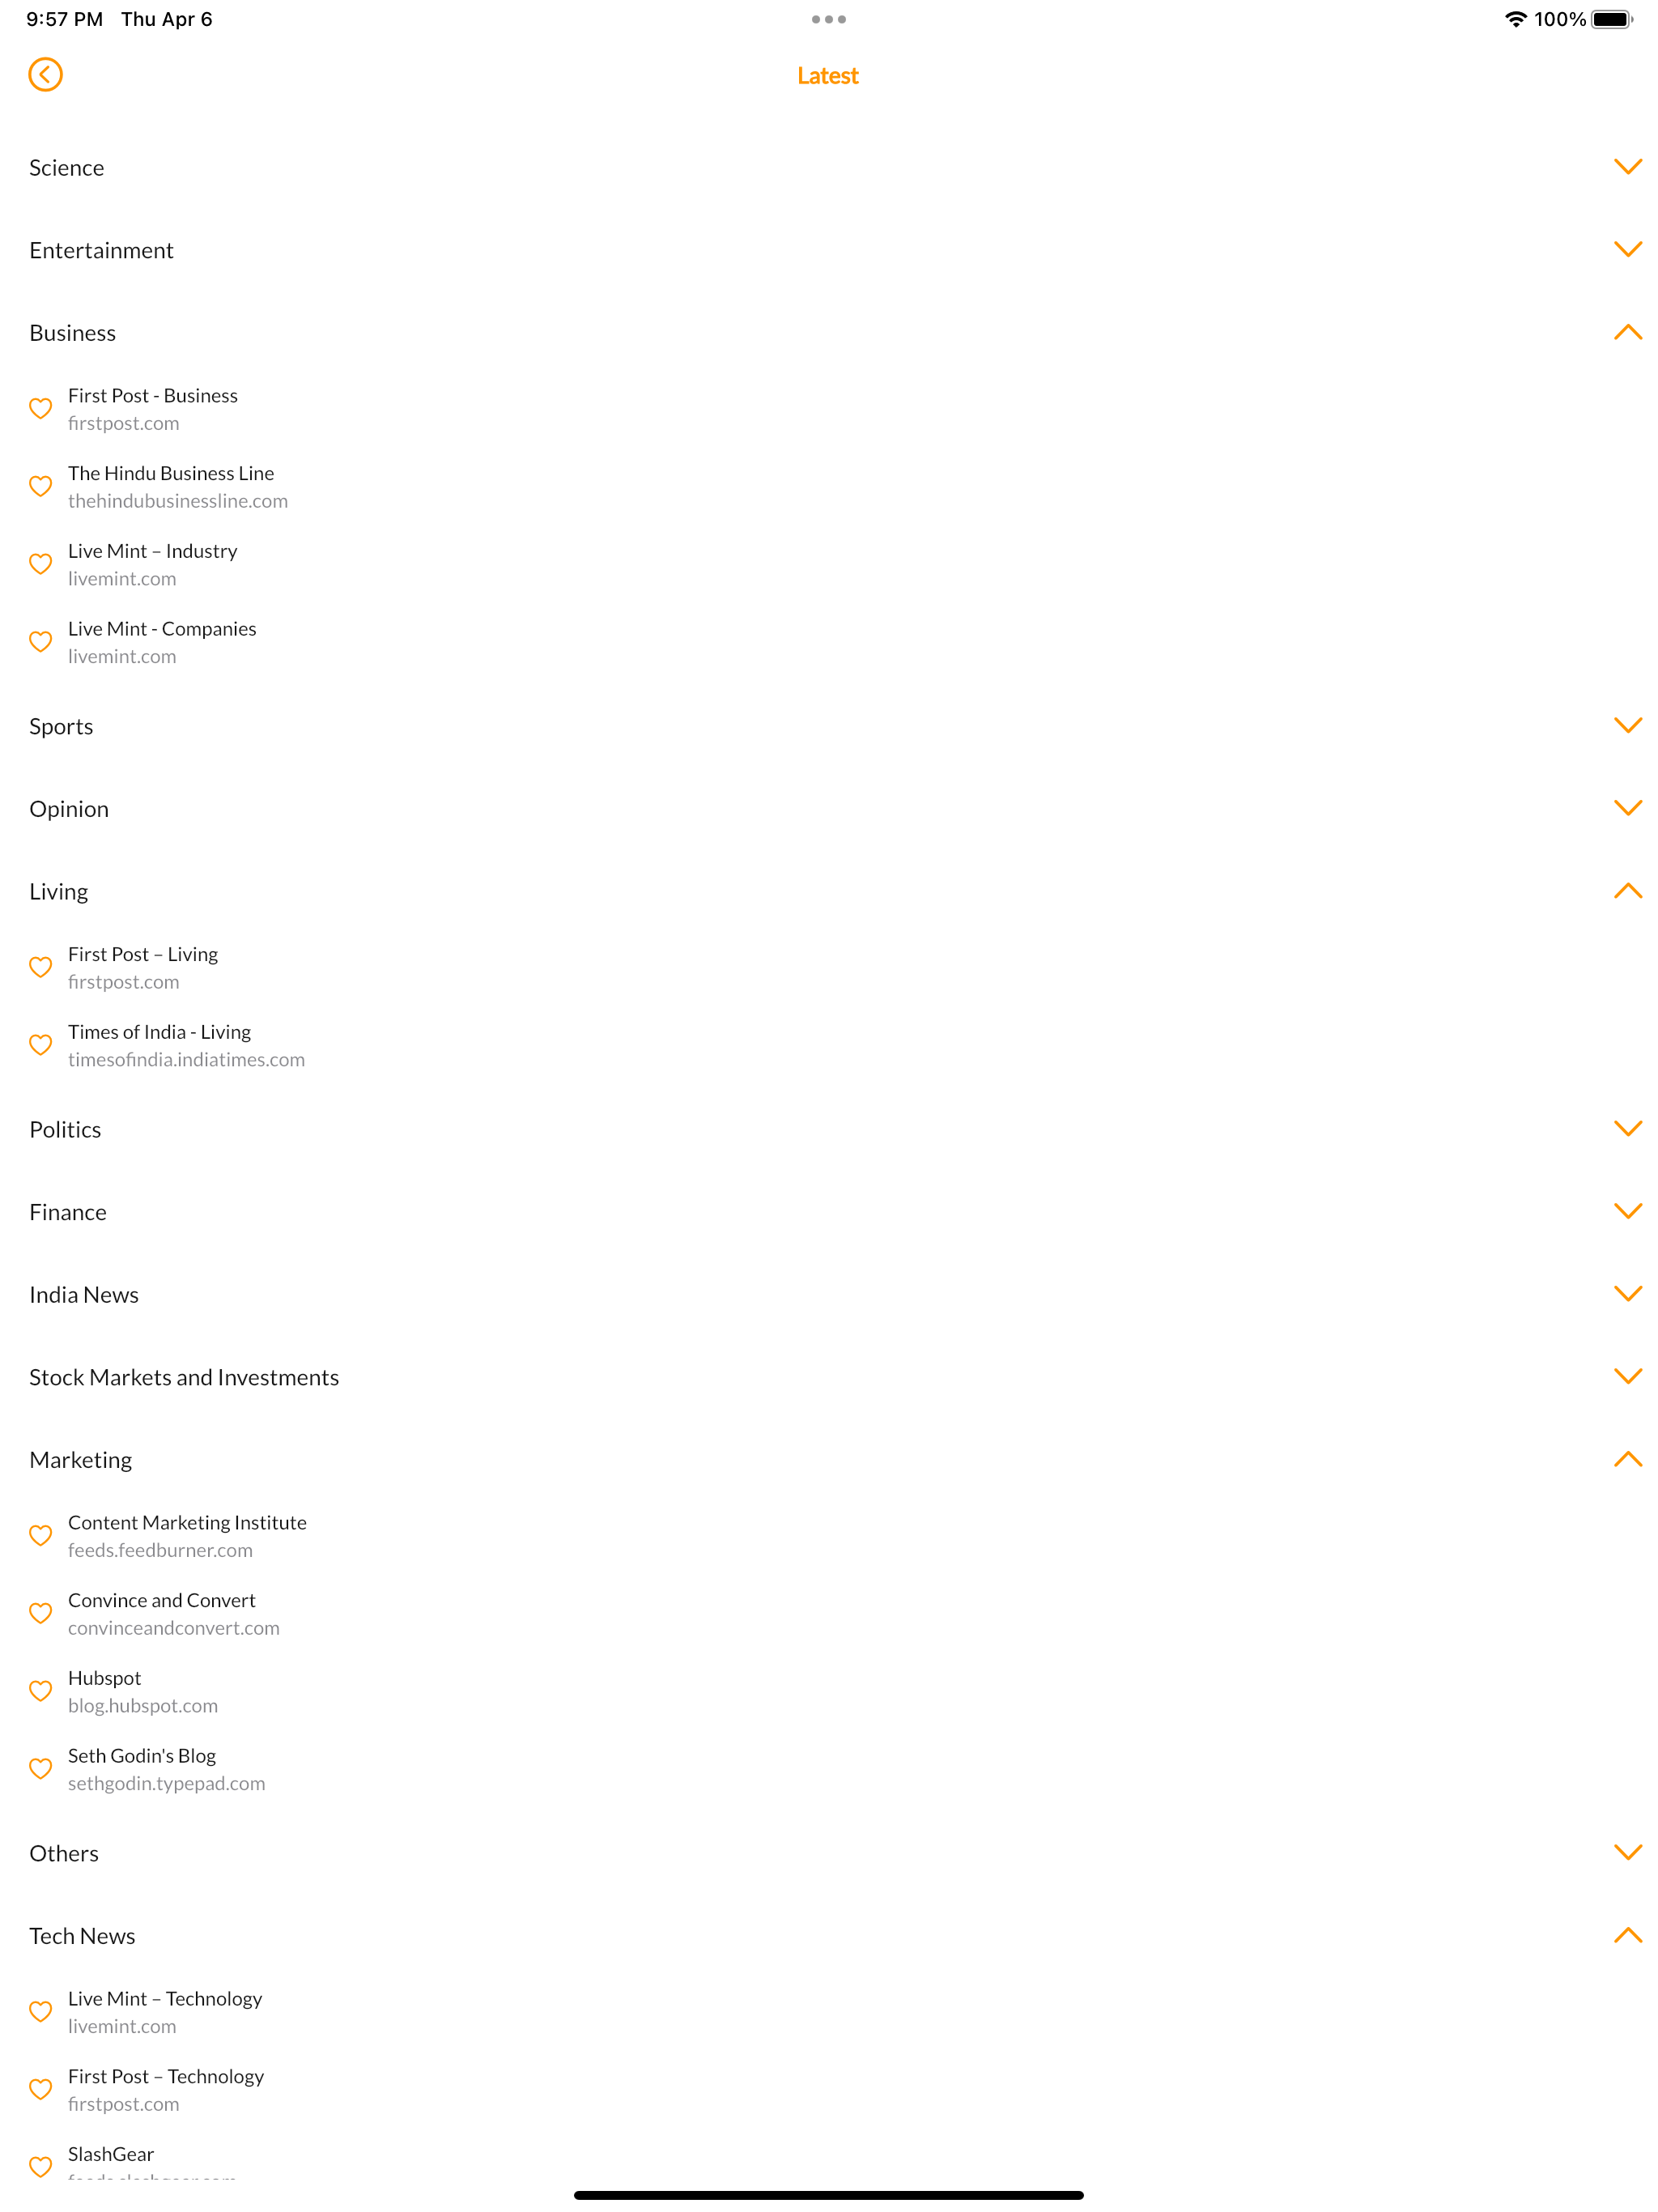 9:57 PM Thu Apr 6
100%
Latest
Science
Entertainment
Business
First Post - Business
firstpost.com
The Hindu Business Line
thehindubusinessline.com
Live Mint – Industry
livemint.com
Live Mint - Companies
livemint.com
Sports
Opinion
Living
First Post – Living
firstpost.com
Times of India - Living
timesofindia.indiatimes.com
Politics
Finance
India News
Stock Markets and Investments
Marketing
Content Marketing Institute
feeds.feedburner.com
Convince and Convert
convinceandconvert.com
Hubspot
blog.hubspot.com
Seth Godin's Blog
sethgodin.typepad.com
Others
Tech News
Live Mint – Technology
livemint.com
First Post – Technology
firstpost.com
SlashGear